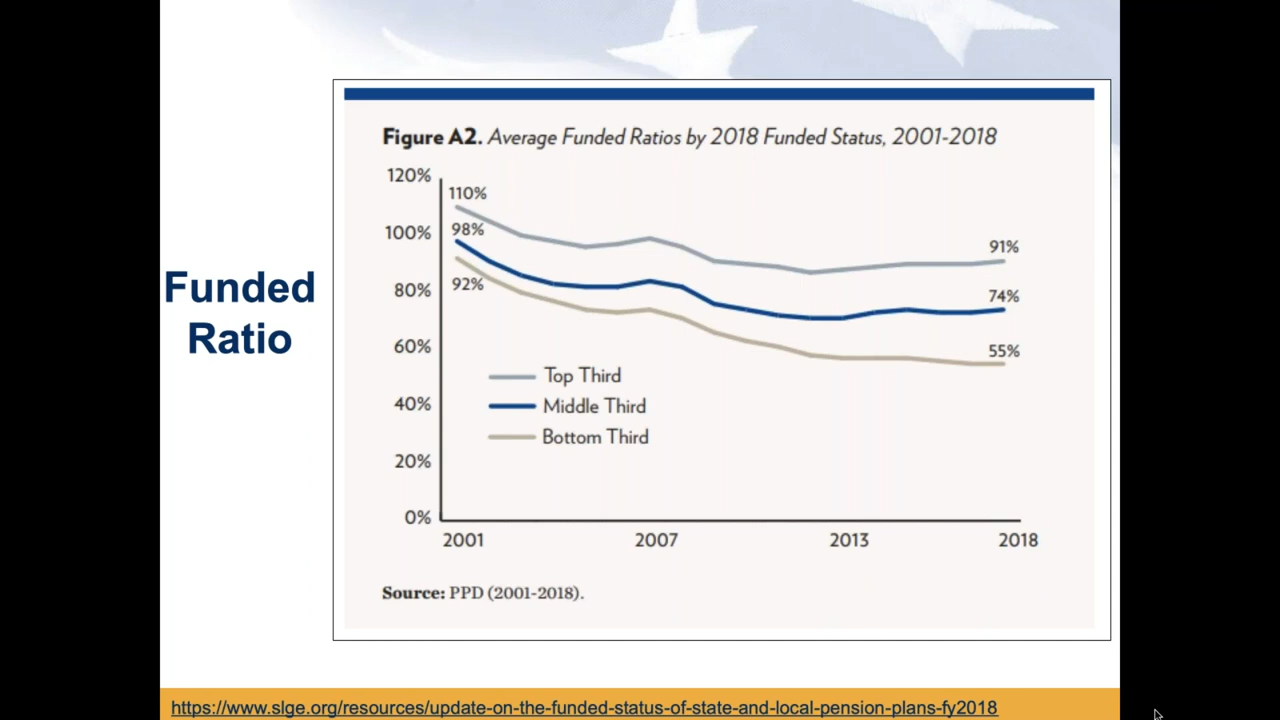 Funded
Ratio
Figure A2. Average Funded Ratios by 2018 Funded Status, 2001-2018
120%
110%
100%
98%
91%
80%
92%
74%
60%
55%
Top Third
40%
Middle Third
Bottom Third
20%
0%
2001 2007 2013 2018
Source: PPD (2001-2018).
https://www.slge.org/resources/update-on-the-funded-status-of-state-and-local-pension-plans-fy2018